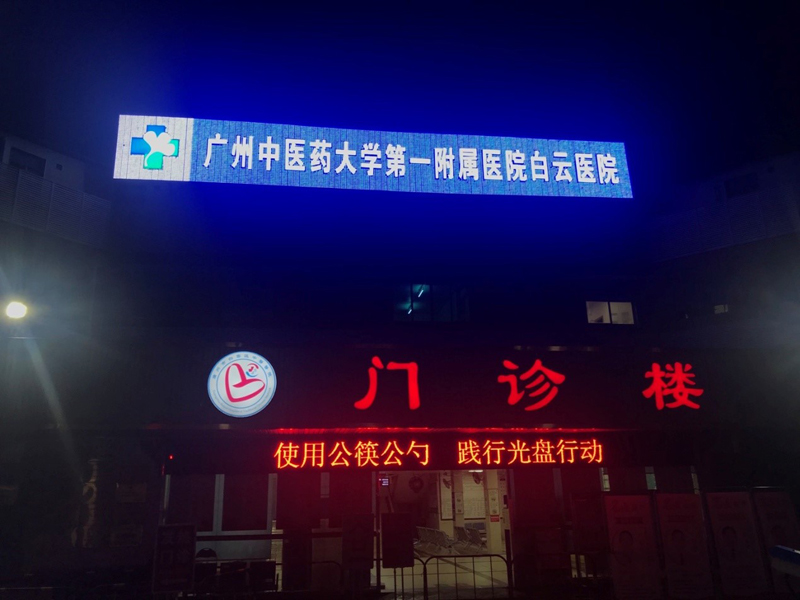 广州中医药大学第一附属医院白云医院
门诊楼
使用公筷公勺 践行光盘行动